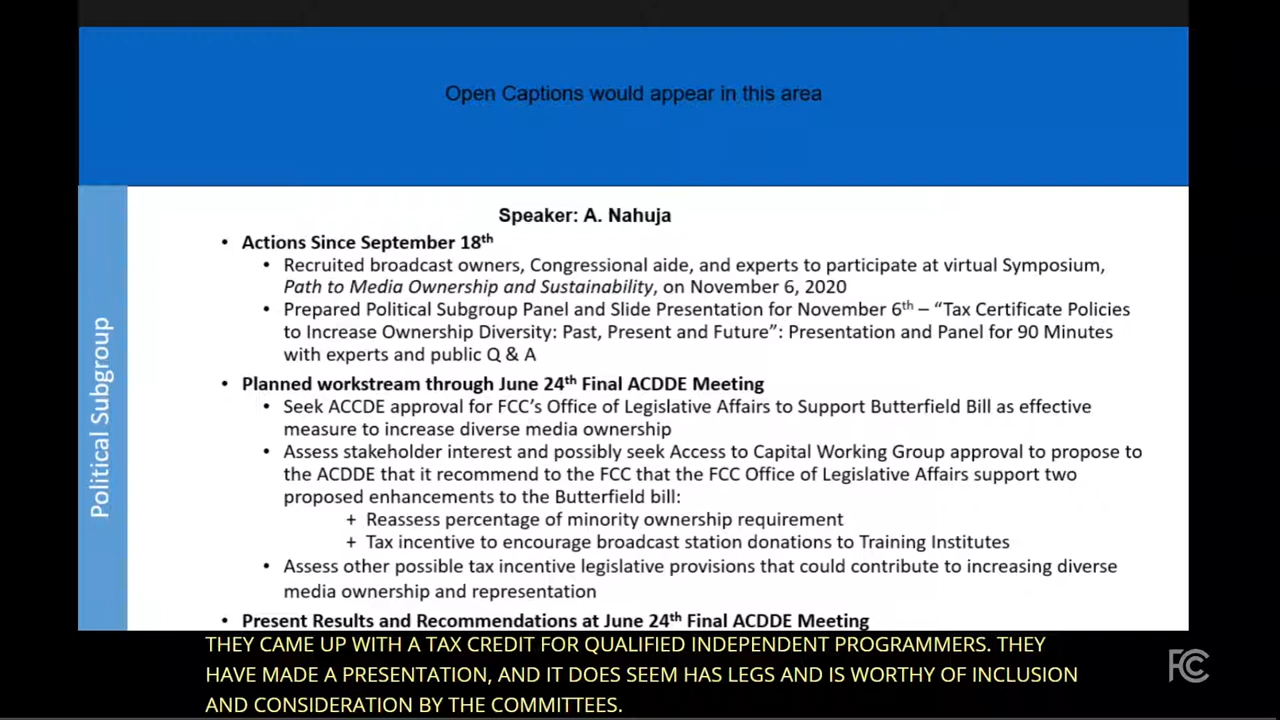 Open Captions would appear in this area
Political Subgroup
Speaker: A. Nahuja
• Actions Since September 18th
• Recruited broadcast owners, Congressional aide, and experts to participate at virtual Symposium,
Path to Media Ownership and Sustainability, on November 6, 2020
• Prepared Political Subgroup Panel and Slide Presentation for November 6th – “Tax Certificate Policies
to Increase Ownership Diversity: Past, Present and Future”: Presentation and Panel for 90 Minutes
with experts and public Q & A
• Planned workstream through June 24th Final ACDDE Meeting
• Seek ACCDE approval for FCC’s Office of Legislative Affairs to Support Butterfield Bill as effective
measure to increase diverse media ownership
• Assess stakeholder interest and possibly seek Access to Capital Working Group approval to propose to
the ACDDE that it recommend to the FCC that the FCC Office of Legislative Affairs support two
proposed enhancements to the Butterfield bill:
+ Reassess percentage of minority ownership requirement
+ Tax incentive to encourage broadcast station donations to Training Institutes
• Assess other possible tax incentive legislative provisions that could contribute to increasing diverse
media ownership and representation
• Present Results and Recommendations at June 24th Final ACDDE Meeting
THEY CAME UP WITH A TAX CREDIT FOR QUALIFIED INDEPENDENT PROGRAMMERS. THEY
HAVE MADE A PRESENTATION, AND IT DOES SEEM HAS LEGS AND IS WORTHY OF INCLUSION
AND CONSIDERATION BY THE COMMITTEES.
FCC